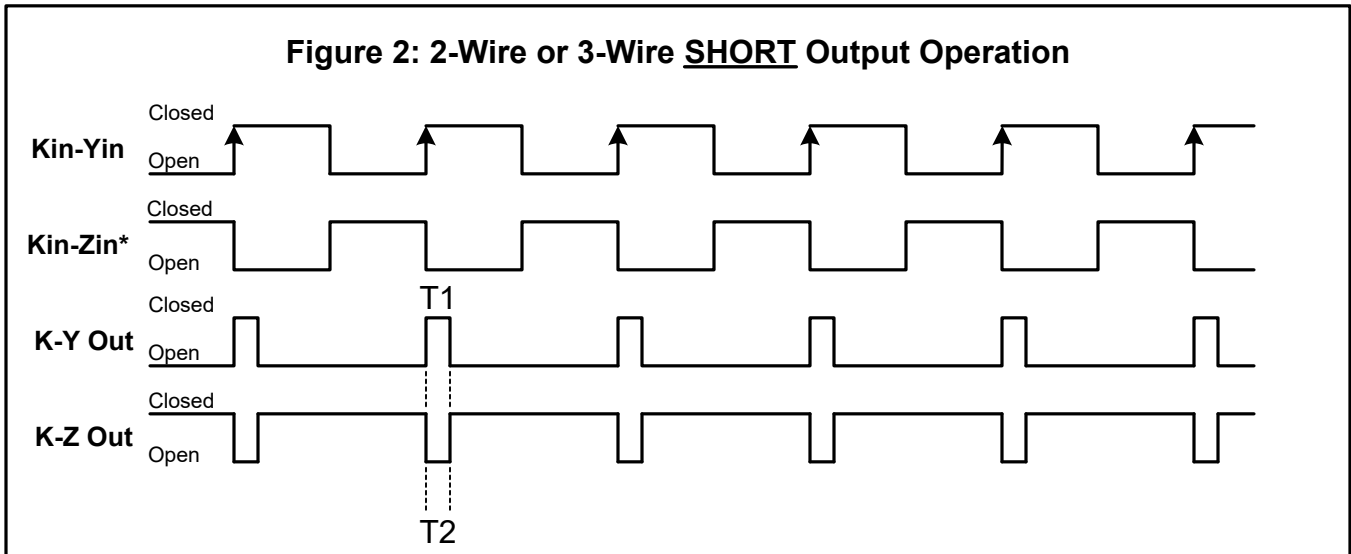 Figure 2: 2-Wire or 3-Wire SHORT Output Operation
Closed
Kin-Yin
Open
Closed
Kin-Zin*
Open
T1
Closed
K-Y Out
Open
Closed
K-Z Out
Open
T2